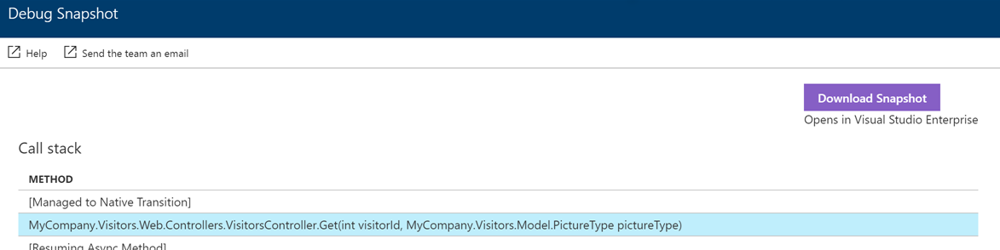 Debug Snapshot
Help Send the team an email
Download Snapshot
Opens in Visual Studio Enterprise
Call stack
METHOD
[Managed to Native Transition]
MyCompany.Visitors.Web.Controllers.VisitorsController.Get(int visitorId, MyCompany.Visitors.Model.PictureType pictureType)
[Resuming Async Method]